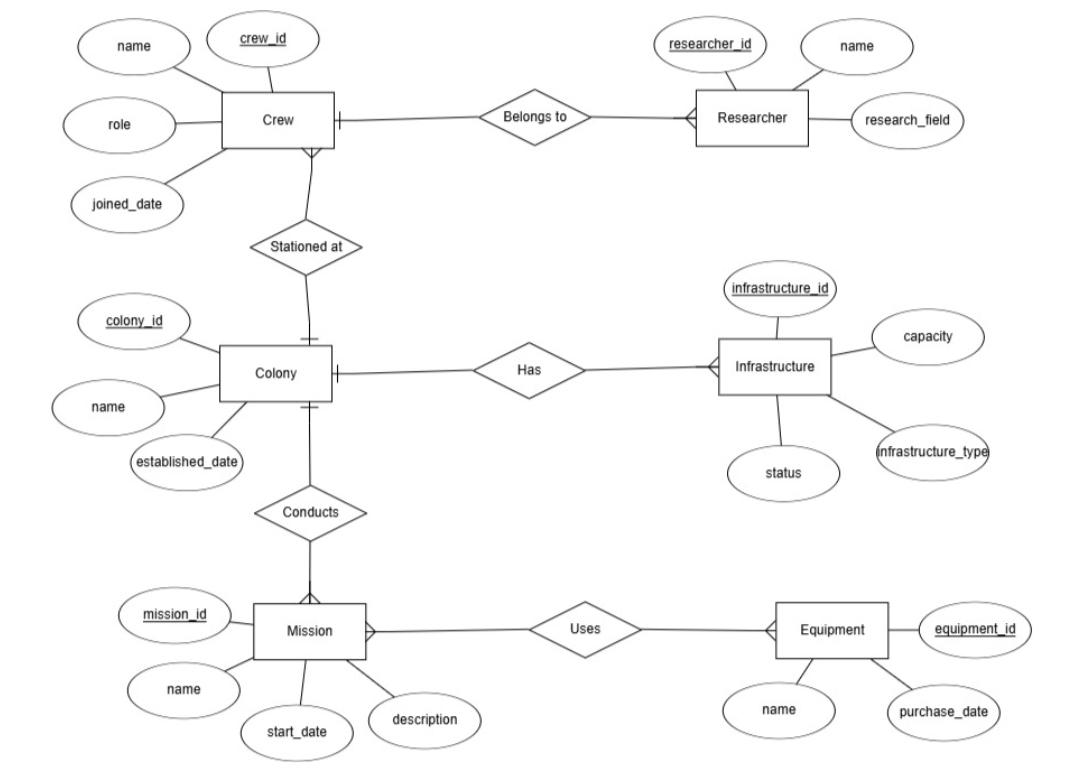 name
crew_id
researcher_id
name
role
Crew
Belongs to
Researcher
research_field
joined_date
Stationed at
infrastructure_id
colony_id
capacity
Colony
Has
Infrastructure
name
established_date
infrastructure_type
status
Conducts
mission_id
Mission
Uses
Equipment
equipment_id
name
start_date
description
name
purchase_date